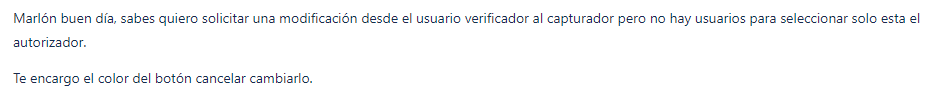 Marlón buen día, sabes quiero solicitar una modificación desde el usuario verificador al capturador pero no hay usuarios para seleccionar solo esta el
autorizador.
Te encargo el color del botón cancelar cambiarlo.